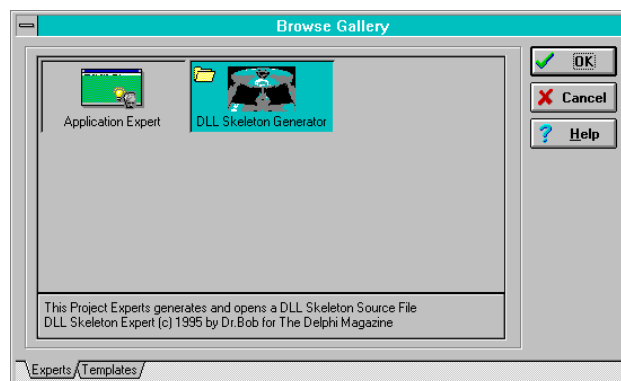 Browse Gallery
Application Expert
DLL Skeleton Generator
OK
Cancel
Help
This Project Experts generates and opens a DLL Skeleton Source File
DLL Skeleton Expert (c) 1995 by Dr.Bob for The Delphi Magazine
Experts Templates